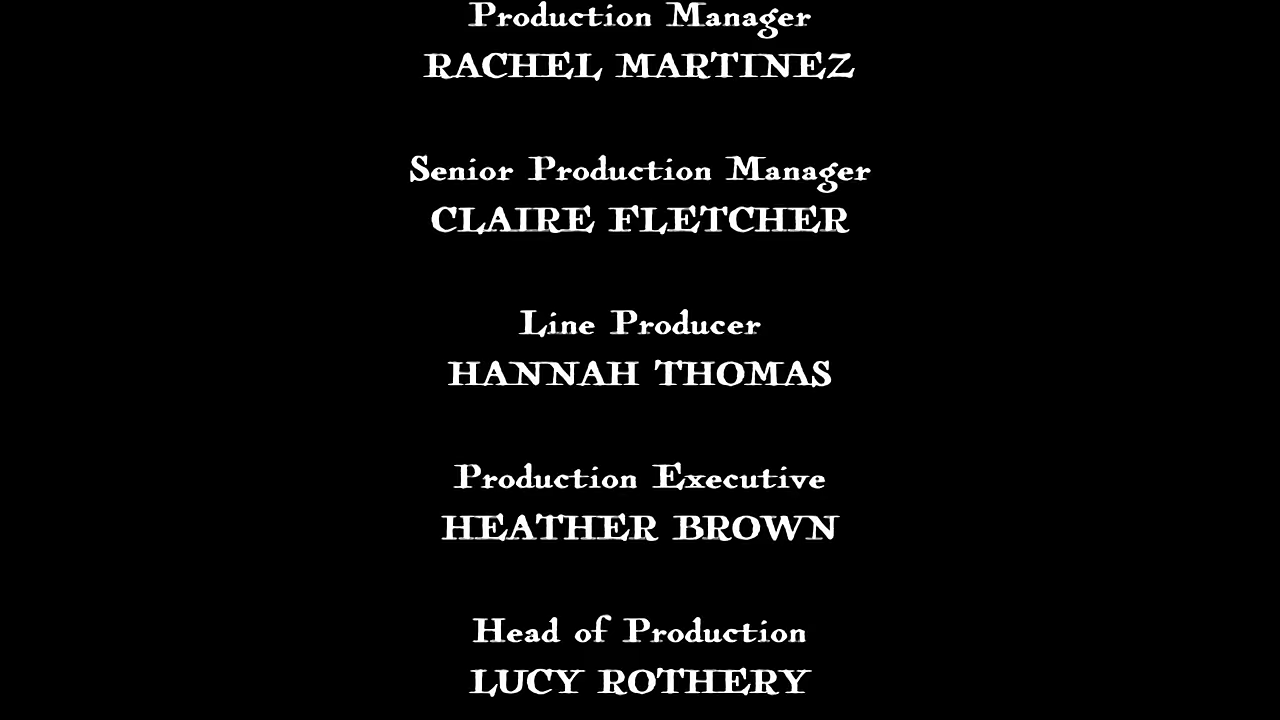 Production Manager
RACHEL MARTINEZ
Senior Production Manager
CLAIRE FLETCHER
Line Producer
HANNAH THOMAS
Production Executive
HEATHER BROWN
Head of Production
LUCY ROTHERY